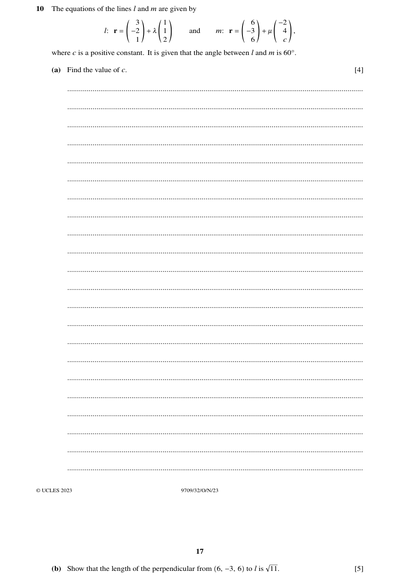 10 The equations of the lines l and m are given by
l: r = (3, −2, 1) + λ(1, 1, 2) and m: r = (6, −3, 6) + μ(−2, 4, c),
where c is a positive constant. It is given that the angle between l and m is 60°.
(a) Find the value of c. [4]
© UCLES 2023 9709/32/O/N/23
17
(b) Show that the length of the perpendicular from (6, −3, 6) to l is √11. [5]